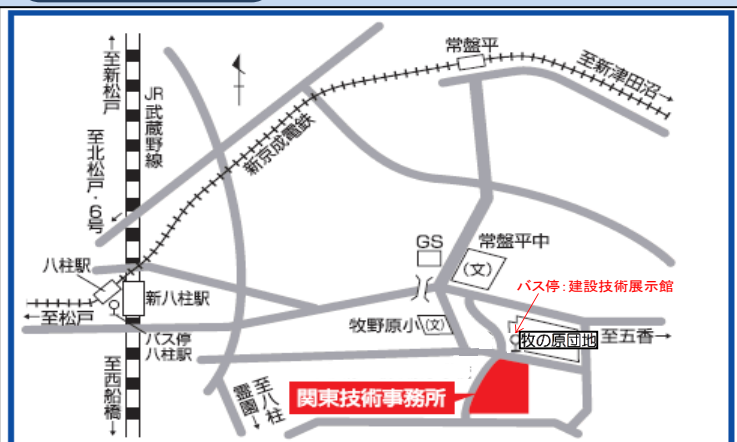 常盤平
至新津田沼→
←至新松戸
JR武蔵野線
新京成電鉄
至北松戸・6号
GS
常盤平中
(文)
八柱駅
新八柱駅
バス停:建設技術展示館
←至松戸
バス停
八柱駅
牧野原小
(文)
牧の原団地
至五香→
至西船橋→
至八柱
霊園→
関東技術事務所